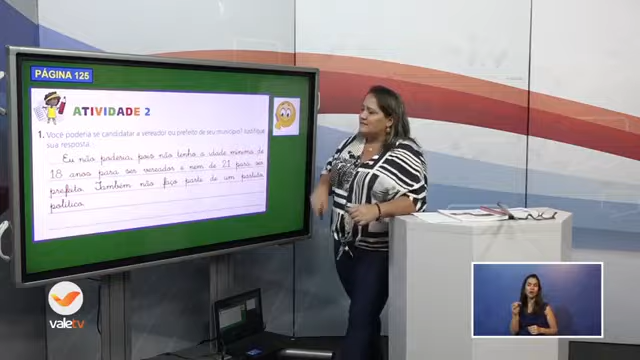 PÁGINA 125
ATIVIDADE 2
1. Você poderia se candidatar a vereador ou prefeito de seu município? Justifique
sua resposta.
Eu não poderia, pois não tenho a idade mínima de
18 anos para ser vereador e nem de 21 para ser
prefeito. Também não faço parte de um partido
político.
valetv